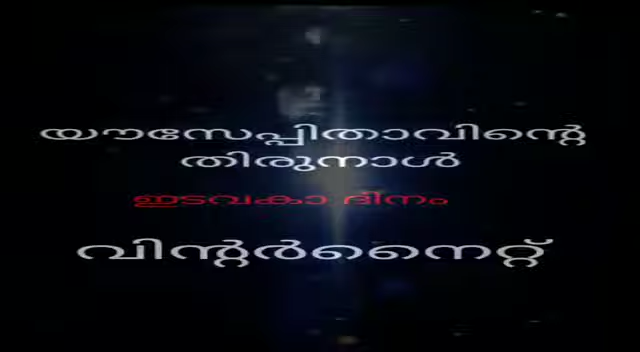 യൗസേപ്പിതാവിന്റെ
തിരുനാൾ
ഇടവകാ ദിനം
വിന്റർനൈറ്റ്